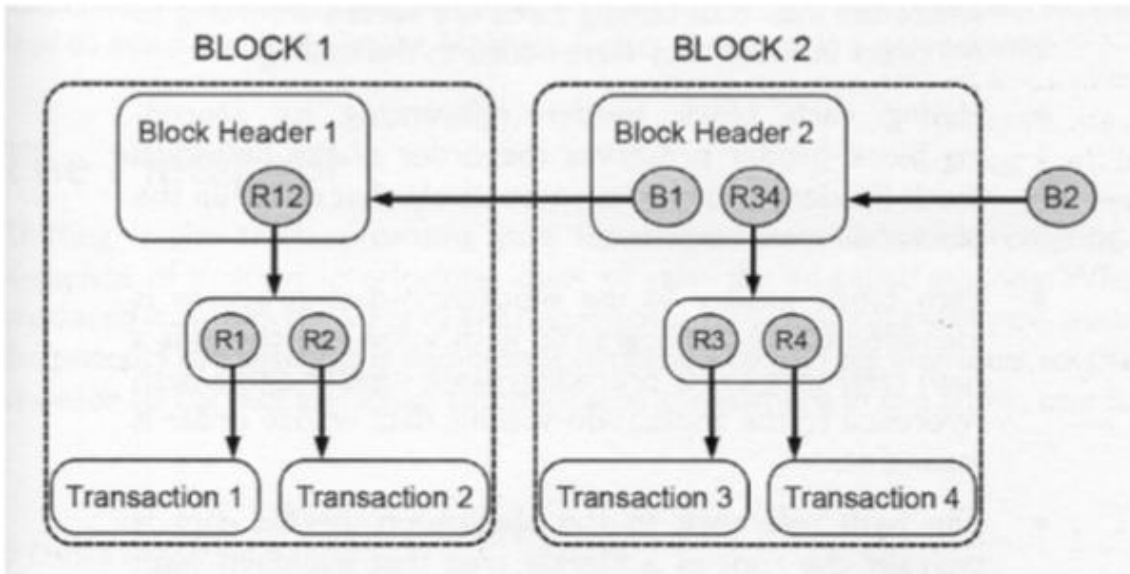 BLOCK 1
BLOCK 2
Block Header 1
Block Header 2
R12
B1
R34
B2
R1
R2
R3
R4
Transaction 1
Transaction 2
Transaction 3
Transaction 4